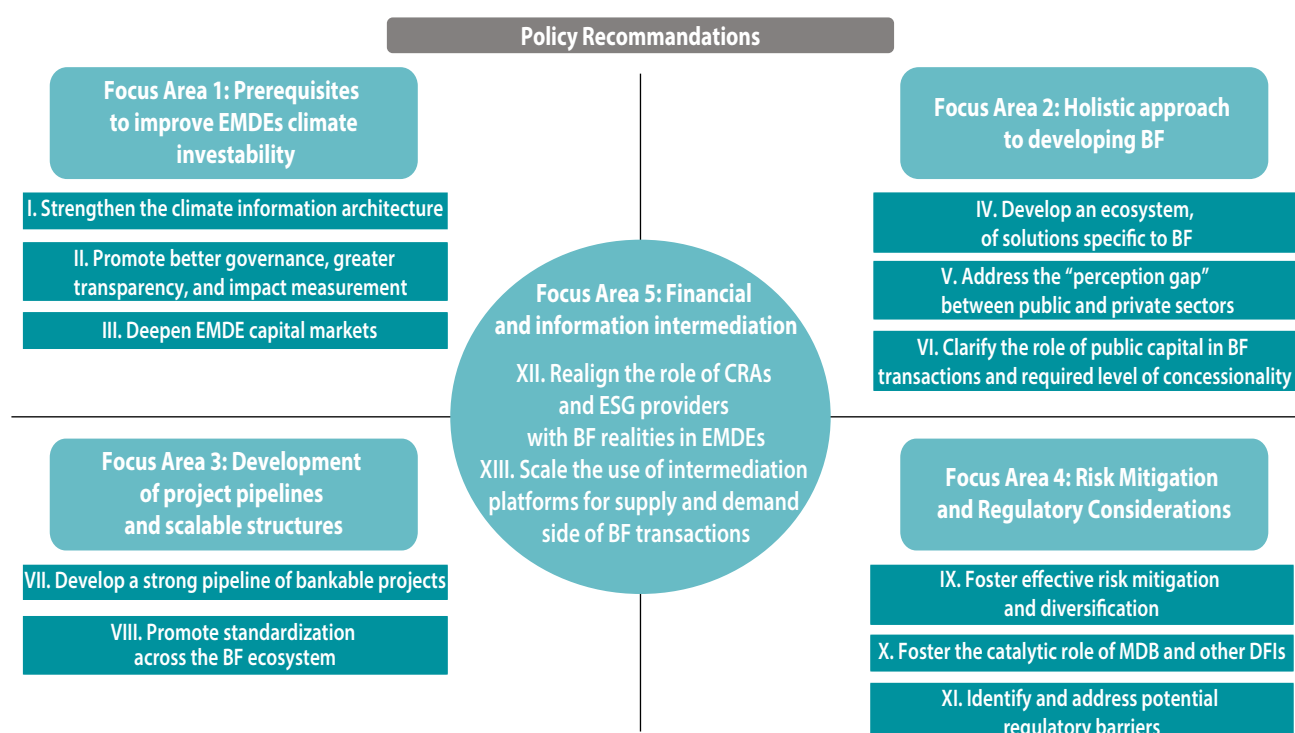 Policy Recommandations
Focus Area 1: Prerequisites
to improve EMDEs climate
investability
I. Strengthen the climate information architecture
II. Promote better governance, greater
transparency, and impact measurement
III. Deepen EMDE capital markets
Focus Area 2: Holistic approach
to developing BF
IV. Develop an ecosystem,
of solutions specific to BF
V. Address the “perception gap”
between public and private sectors
VI. Clarify the role of public capital in BF
transactions and required level of concessionality
Focus Area 5: Financial
and information intermediation
XII. Realign the role of CRAs
and ESG providers
with BF realities in EMDEs
XIII. Scale the use of intermediation
platforms for supply and demand
side of BF transactions
Focus Area 3: Development
of project pipelines
and scalable structures
VII. Develop a strong pipeline of bankable projects
VIII. Promote standardization
across the BF ecosystem
Focus Area 4: Risk Mitigation
and Regulatory Considerations
IX. Foster effective risk mitigation
and diversification
X. Foster the catalytic role of MDB and other DFIs
XI. Identify and address potential
regulatory barriers